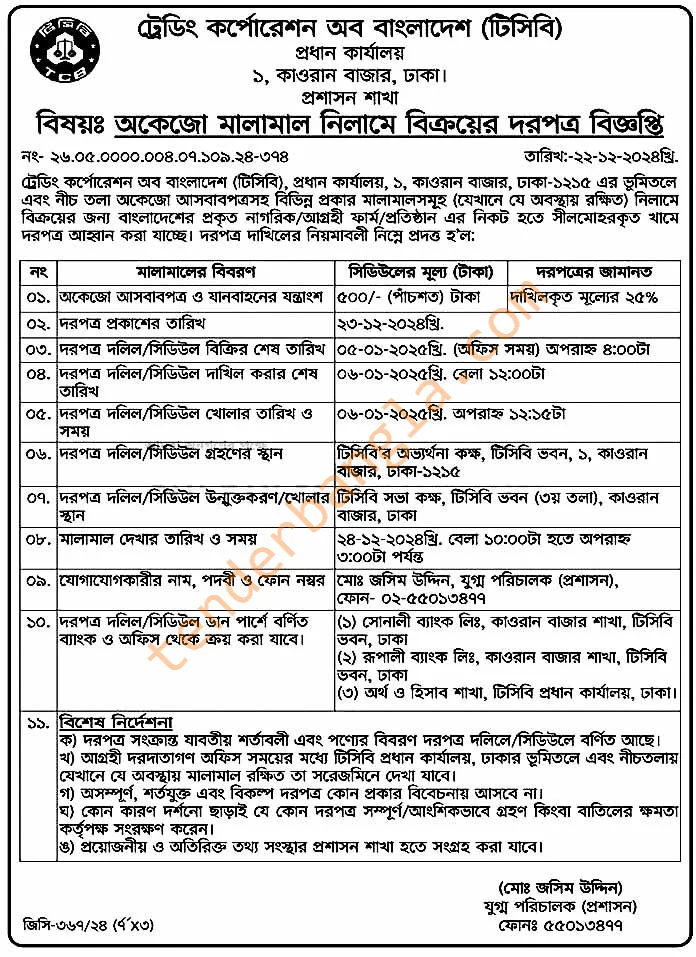 টিসিবি
TCB
ট্রেডিং কর্পোরেশন অব বাংলাদেশ (টিসিবি)
প্রধান কার্যালয়
১, কাওরান বাজার, ঢাকা।
প্রশাসন শাখা
বিষয়ঃ অকেজো মালামাল নিলামে বিক্রয়ের দরপত্র বিজ্ঞপ্তি
নং- ২৬.০৫.০০০০.০০৪.০৭.১০৯.২৪-৩৭৪ তারিখ:-২২-১২-২০২৪খ্রি.
ট্রেডিং কর্পোরেশন অব বাংলাদেশ (টিসিবি), প্রধান কার্যালয়, ১, কাওরান বাজার, ঢাকা-১২১৫ এর ভূমিতলে
এবং নীচ তলা অকেজো আসবাবপত্রসহ বিভিন্ন প্রকার মালামালসমূহ (যেখানে যে অবস্থায় রক্ষিত) নিলামে
বিক্রয়ের জন্য বাংলাদেশের প্রকৃত নাগরিক/আগ্রহী ফার্ম/প্রতিষ্ঠান এর নিকট হতে সীলমোহরকৃত খামে
দরপত্র আহ্বান করা যাচ্ছে। দরপত্র দাখিলের নিয়মাবলী নিম্নে প্রদত্ত হ'ল:
নং মালামালের বিবরণ সিডিউলের মূল্য (টাকা) দরপত্রের জামানত
০১. অকেজো আসবাবপত্র ও যানবাহনের যন্ত্রাংশ ৫০০/- (পাঁচশত) টাকা দাখিলকৃত মূল্যের ২৫%
০২. দরপত্র প্রকাশের তারিখ ২৩-১২-২০২৪খ্রি.
০৩. দরপত্র দলিল/সিডিউল বিক্রির শেষ তারিখ ০৫-০১-২০২৫খ্রি. (অফিস সময়) অপরাহ্ন ৪:০০টা
০৪. দরপত্র দলিল/সিডিউল দাখিল করার শেষ ০৬-০১-২০২৫খ্রি. বেলা ১২:০০টা
তারিখ
০৫. দরপত্র দলিল/সিডিউল খোলার তারিখ ও ০৬-০১-২০২৫খ্রি. অপরাহ্ন ১২:১৫টা
সময়
০৬. দরপত্র দলিল/সিডিউল গ্রহণের স্থান টিসিবি'র অভ্যর্থনা কক্ষ, টিসিবি ভবন, ১, কাওরান
বাজার, ঢাকা-১২১৫
০৭. দরপত্র দলিল/সিডিউল উন্মুক্তকরণ/খোলার টিসিবি সভা কক্ষ, টিসিবি ভবন (৩য় তলা), কাওরান
স্থান বাজার, ঢাকা
০৮. মালামাল দেখার তারিখ ও সময় ২৪-১২-২০২৪খ্রি. বেলা ১০:০০টা হতে অপরাহ্ন
৩:০০টা পর্যন্ত
০৯. যোগাযোগকারীর নাম, পদবী ও ফোন নম্বর মোঃ জসিম উদ্দিন, যুগ্ম পরিচালক (প্রশাসন),
ফোন- ০২-৫৫০১৩৪৭৭
১০. দরপত্র দলিল/সিডিউল ডান পার্শে বর্ণিত (১) সোনালী ব্যাংক লিঃ, কাওরান বাজার শাখা, টিসিবি
ব্যাংক ও অফিস থেকে ক্রয় করা যাবে। ভবন, ঢাকা
(২) রূপালী ব্যাংক লিঃ, কাওরান বাজার শাখা, টিসিবি
ভবন, ঢাকা
(৩) অর্থ ও হিসাব শাখা, টিসিবি প্রধান কার্যালয়, ঢাকা।
১১. বিশেষ নির্দেশনা
ক) দরপত্র সংক্রান্ত যাবতীয় শর্তাবলী এবং পণ্যের বিবরণ দরপত্র দলিলে/সিডিউলে বর্ণিত আছে।
খ) আগ্রহী দরদাতাগণ অফিস সময়ের মধ্যে টিসিবি প্রধান কার্যালয়, ঢাকার ভূমিতলে এবং নীচতলায়
যেখানে যে অবস্থায় মালামাল রক্ষিত তা সরেজমিনে দেখা যাবে।
গ) অসম্পূর্ণ, শর্তযুক্ত এবং বিকল্প দরপত্র কোন প্রকার বিবেচনায় আসবে না।
ঘ) কোন কারণ দর্শনো ছাড়াই যে কোন দরপত্র সম্পূর্ণ/আংশিকভাবে গ্রহণ কিংবা বাতিলের ক্ষমতা
কর্তৃপক্ষ সংরক্ষণ করেন।
ঙ) প্রয়োজনীয় ও অতিরিক্ত তথ্য সংস্থার প্রশাসন শাখা হতে সংগ্রহ করা যাবে।
(মোঃ জসিম উদ্দিন)
যুগ্ম পরিচালক (প্রশাসন)
জিসি-৩৬৭/২৪ (৭˝x৩) ফোনঃ ৫৫০১৩৪৭৭
tenderbangla.com